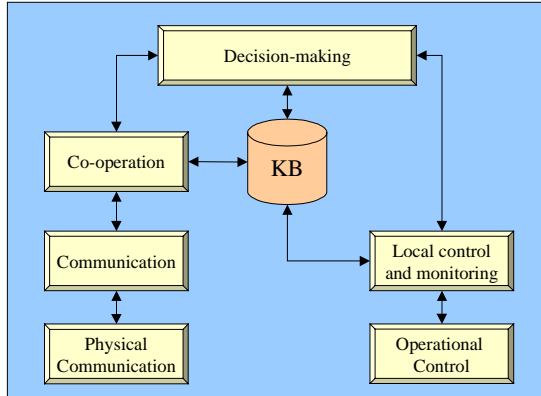 Decision-making
Co-operation
KB
Communication
Local control
and monitoring
Physical
Communication
Operational
Control